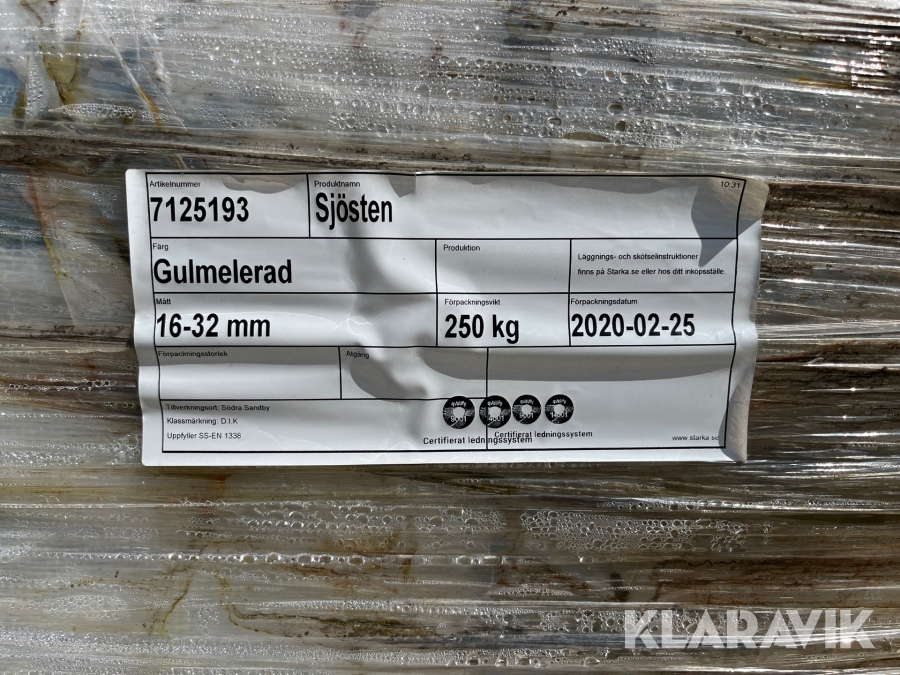 Artikelnummer
7125193
Produktnamn
Sjösten
10:31
Färg
Gulmelerad
Produktion
Läggnings- och skötselinstruktioner
finns på Starka se eller hos ditt inköpsställe.
Mått
16-32 mm
Förpackningsvikt
250 kg
Förpackningsdatum
2020-02-25
Förpackningsstorlek
Åtgång
Tillverkningsort: Södra Sandby
Klassmärkning: D.I.K
Uppfyller SS-EN 1338
Certifierat ledningssystem
Certifierat ledningssystem
www.starka.se
KLARAVIK